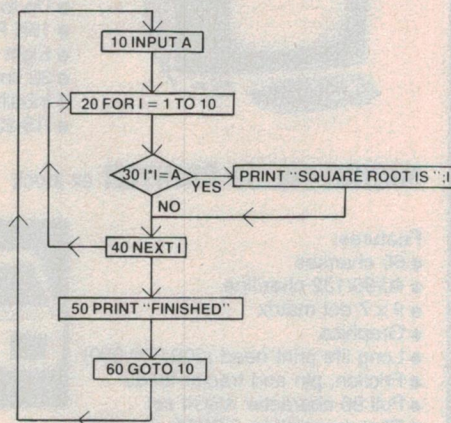 10 INPUT A
20 FOR I = 1 TO 10
30 I*I=A
YES
PRINT "SQUARE ROOT IS ";I
NO
40 NEXT I
50 PRINT "FINISHED"
60 GOTO 10